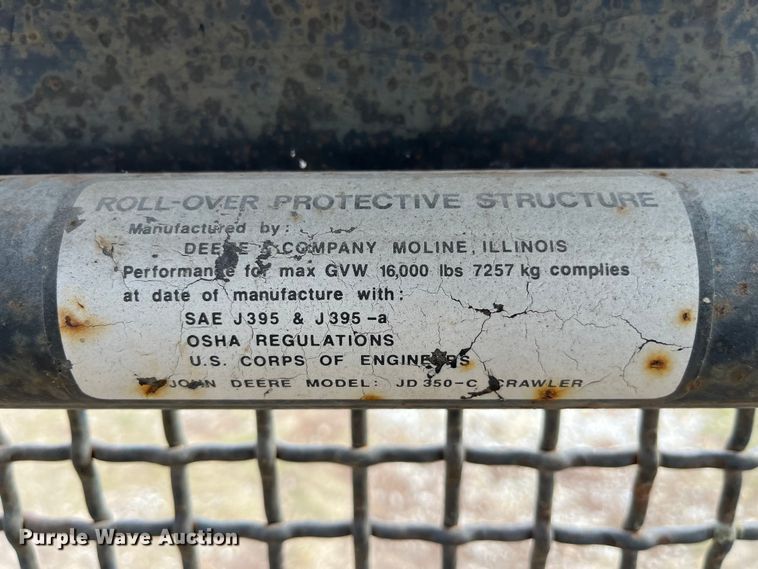 ROLL-OVER PROTECTIVE STRUCTURE
Manufactured by:
DEERE & COMPANY MOLINE, ILLINOIS
Performance for max GVW 16,000 lbs 7257 kg complies
at date of manufacture with:
SAE J395 & J395-a
OSHA REGULATIONS
U.S. CORPS OF ENGINEERS
JOHN DEERE MODEL: JD350-C CRAWLER
Purple Wave Auction